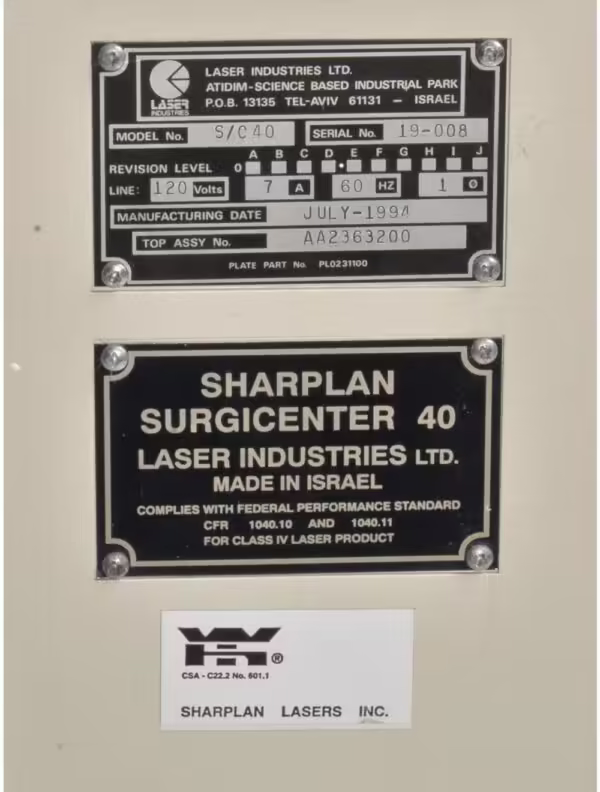 LASER INDUSTRIES LTD.
ATIDIM-SCIENCE BASED INDUSTRIAL PARK
P.O.B. 13135 TEL-AVIV 61131 – ISRAEL
LASER
INDUSTRIES
MODEL No. S/C40 SERIAL No. 19-008
A B C D E F G H I J
REVISION LEVEL 0
LINE: 120 Volts 7 A 60 HZ 1 Ø
MANUFACTURING DATE JULY-1994
TOP ASSY No. AA2363200
PLATE PART No. PL0231100
SHARPLAN
SURGICENTER 40
LASER INDUSTRIES LTD.
MADE IN ISRAEL
COMPLIES WITH FEDERAL PERFORMANCE STANDARD
CFR 1040.10 AND 1040.11
FOR CLASS IV LASER PRODUCT
®
CSA - C22.2 No. 601.1
SHARPLAN LASERS INC.